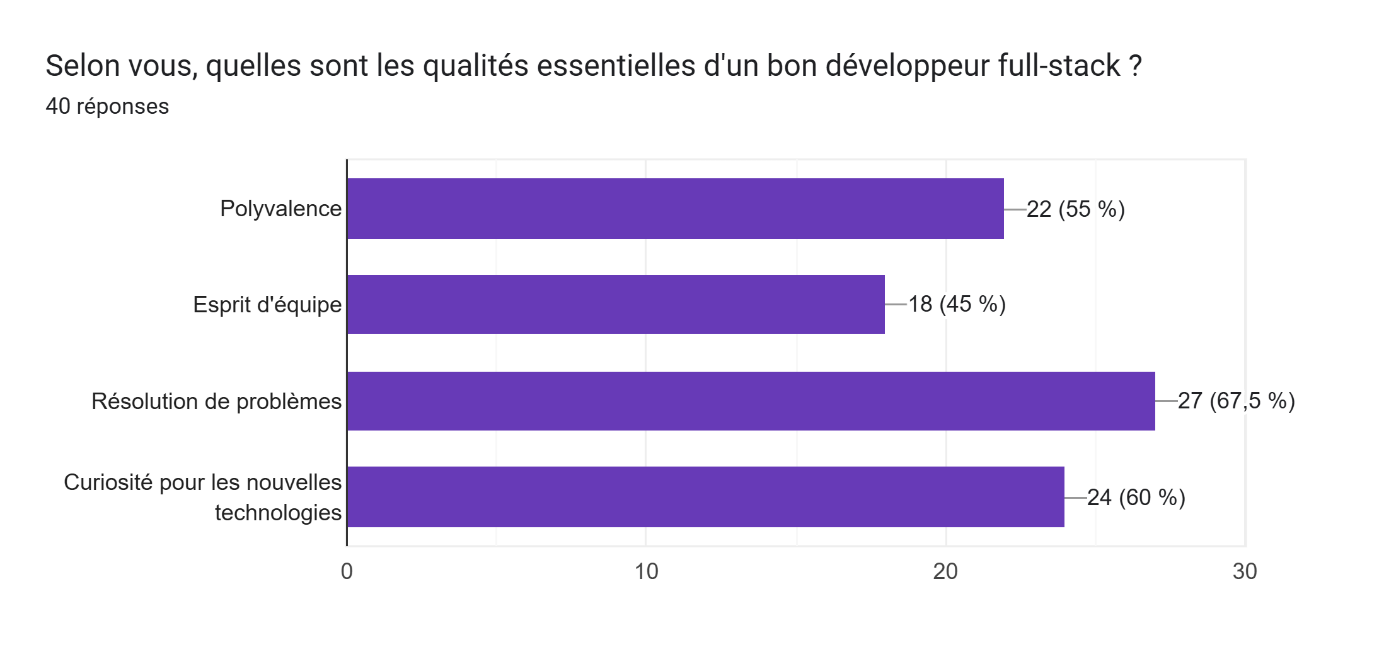 Selon vous, quelles sont les qualités essentielles d'un bon développeur full-stack ?
40 réponses
Polyvalence
22 (55 %)
Esprit d'équipe
18 (45 %)
Résolution de problèmes
27 (67,5 %)
Curiosité pour les nouvelles
technologies
24 (60 %)
0
10
20
30